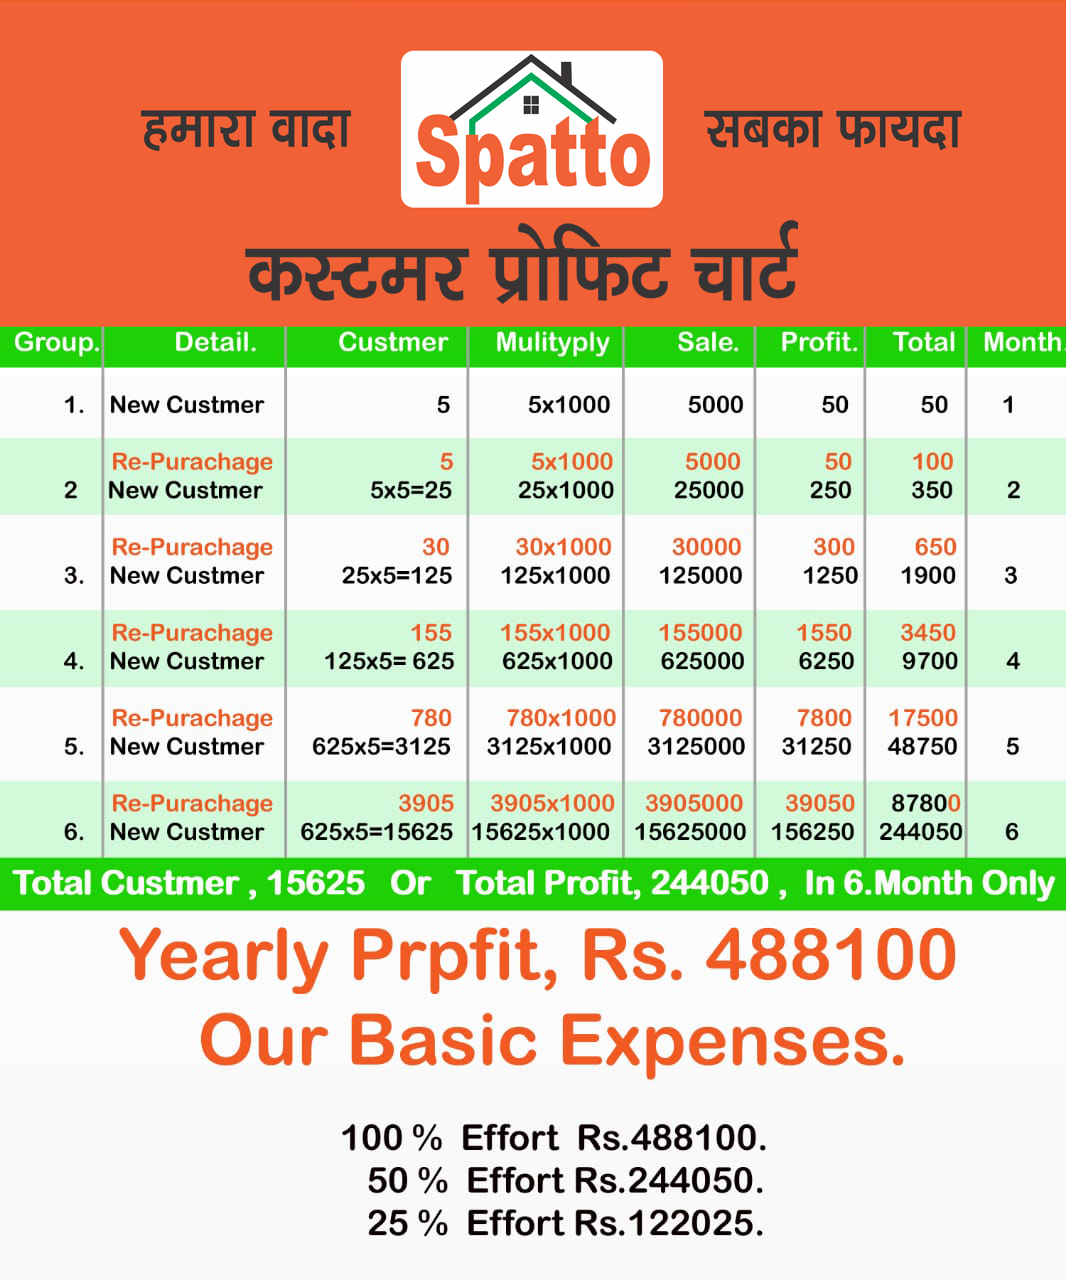 हमारा वादा Spatto सबका फायदा
कस्टमर प्रोफिट चार्ट
Group. Detail. Custmer Mulityply Sale. Profit. Total Month.
1. New Custmer 5 5x1000 5000 50 50 1
Re-Purachage 5 5x1000 5000 50 100
2 New Custmer 5x5=25 25x1000 25000 250 350 2
Re-Purachage 30 30x1000 30000 300 650
3. New Custmer 25x5=125 125x1000 125000 1250 1900 3
Re-Purachage 155 155x1000 155000 1550 3450
4. New Custmer 125x5= 625 625x1000 625000 6250 9700 4
Re-Purachage 780 780x1000 780000 7800 17500
5. New Custmer 625x5=3125 3125x1000 3125000 31250 48750 5
Re-Purachage 3905 3905x1000 3905000 39050 87800
6. New Custmer 625x5=15625 15625x1000 15625000 156250 244050 6
Total Custmer , 15625 Or Total Profit, 244050 , In 6.Month Only
Yearly Prpfit, Rs. 488100
Our Basic Expenses.
100 % Effort Rs.488100.
50 % Effort Rs.244050.
25 % Effort Rs.122025.